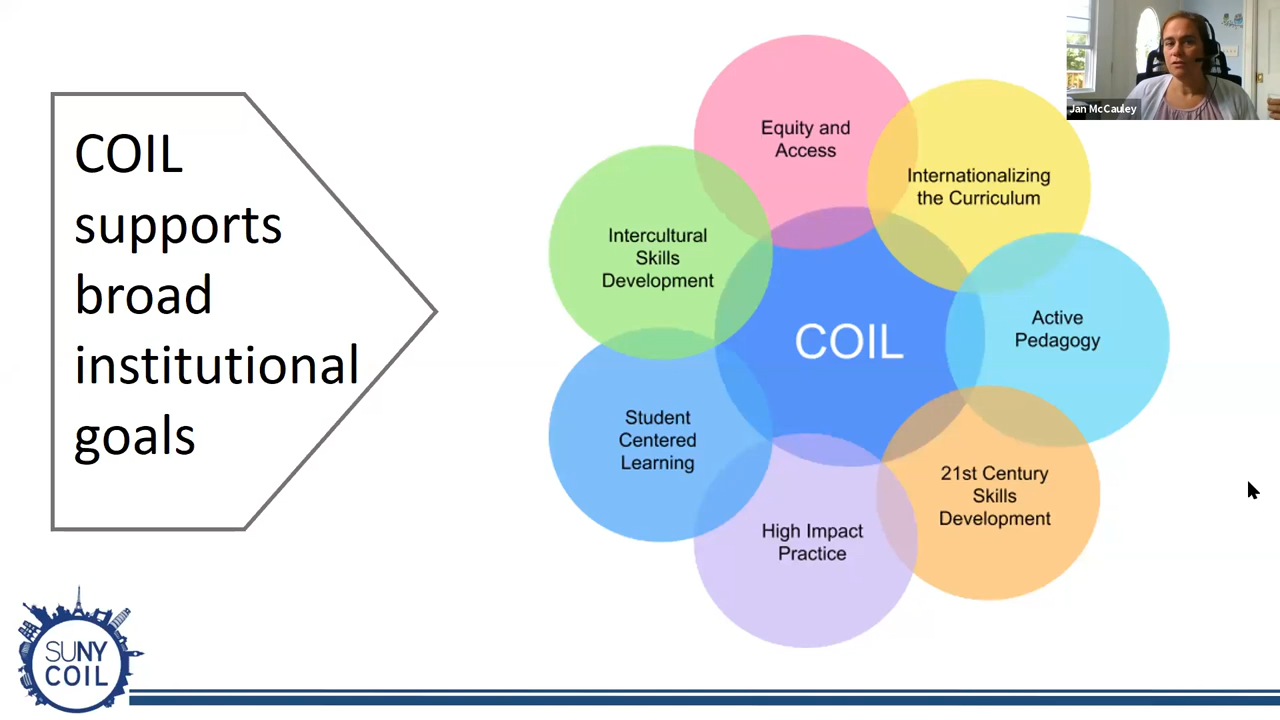 COIL
supports
broad
institutional
goals
Equity and
Access
Internationalizing
the Curriculum
Intercultural
Skills
Development
Active
Pedagogy
COIL
Student
Centered
Learning
21st Century
Skills
Development
High Impact
Practice
Jan McCauley
SUNY
COIL